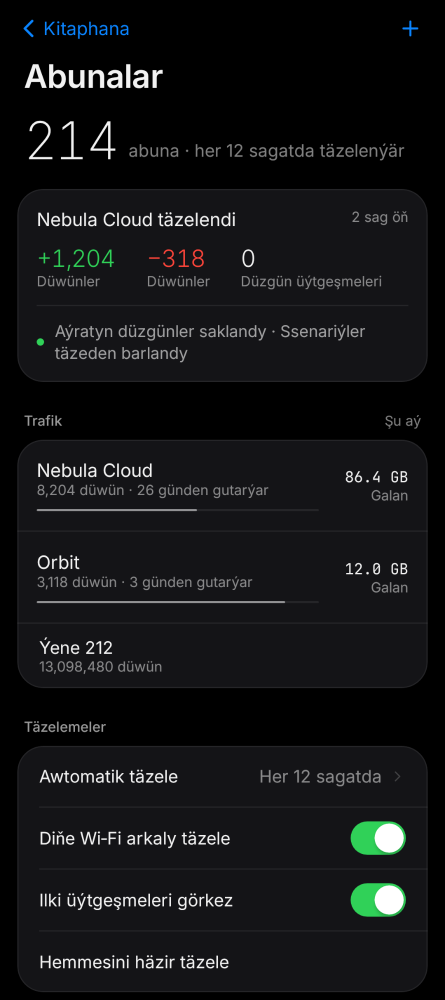 Kitaphana
+
Abunalar
214 abuna · her 12 sagatda täzelenýär
Nebula Cloud täzelendi
2 sag öň
+1,204
−318
0
Düwünler
Düwünler
Düzgün üýtgeşmeleri
Aýratyn düzgünler saklandy · Ssenariýler
täzeden barlandy
Trafik
Şu aý
Nebula Cloud
86.4 GB
8,204 düwün · 26 günden gutarýar
Galan
Orbit
12.0 GB
3,118 düwün · 3 günden gutarýar
Galan
Ýene 212
13,098,480 düwün
Täzelemeler
Awtomatik täzele
Her 12 sagatda
Diňe Wi-Fi arkaly täzele
Ilki üýtgeşmeleri görkez
Hemmesini häzir täzele